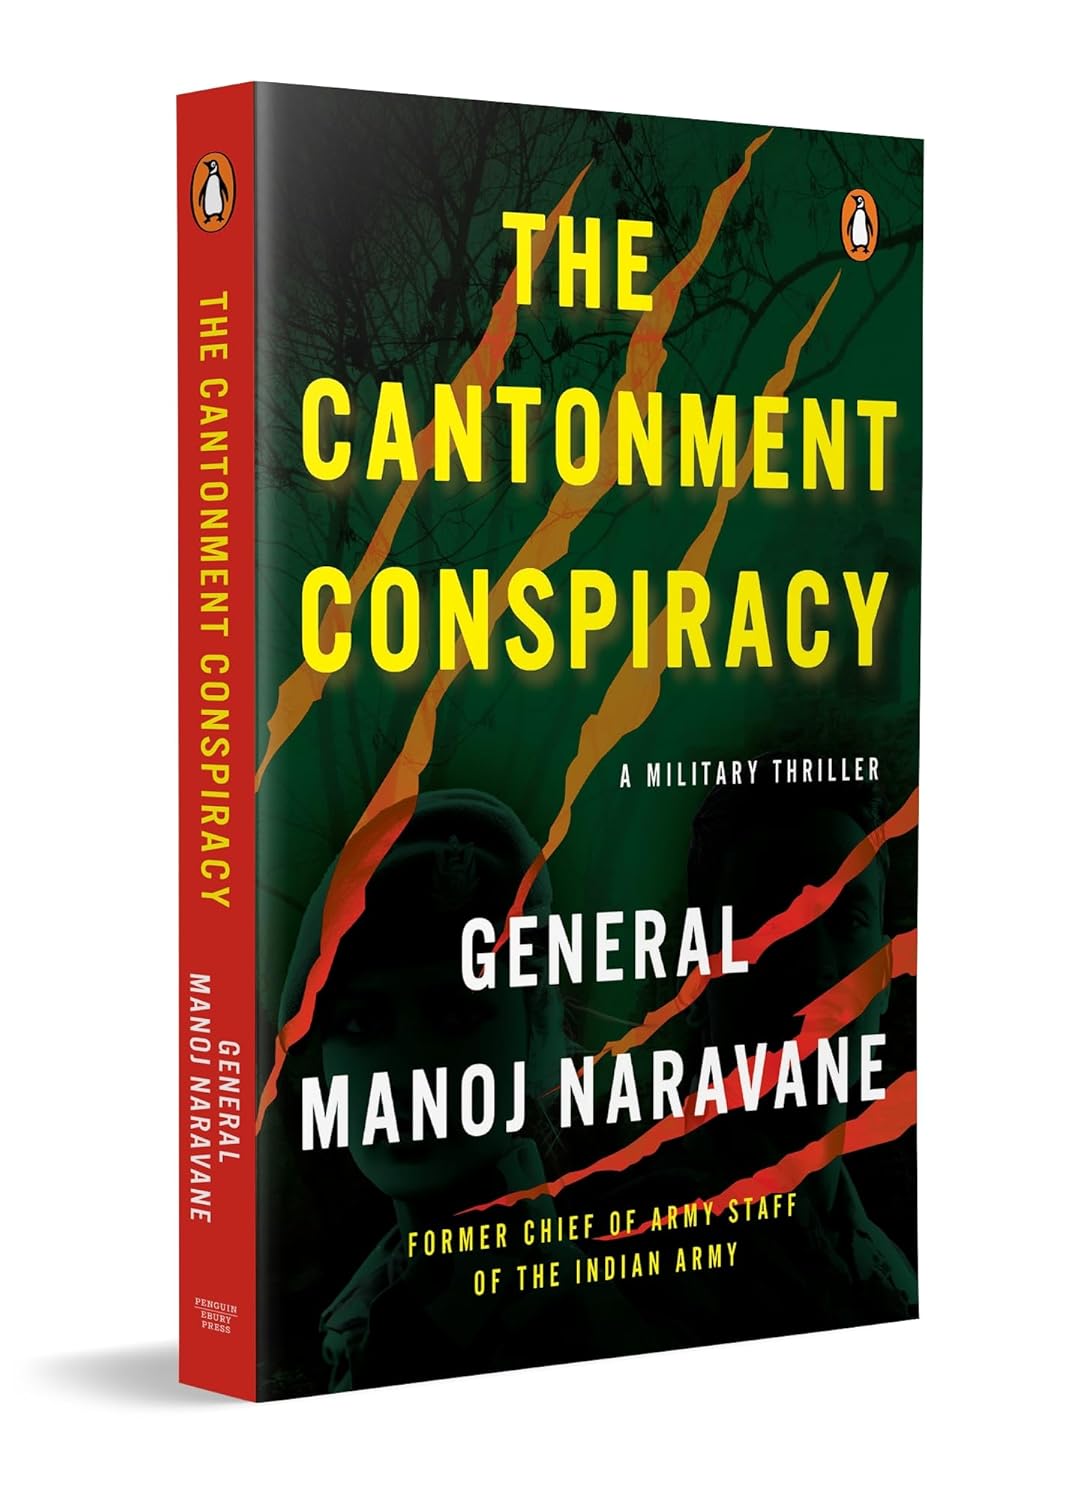 THE
CANTONMENT
CONSPIRACY
A MILITARY THRILLER
GENERAL
MANOJ NARAVANE
FORMER CHIEF OF ARMY STAFF
OF THE INDIAN ARMY
THE CANTONMENT CONSPIRACY
GENERAL
MANOJ NARAVANE
PENGUIN
EBURY
PRESS